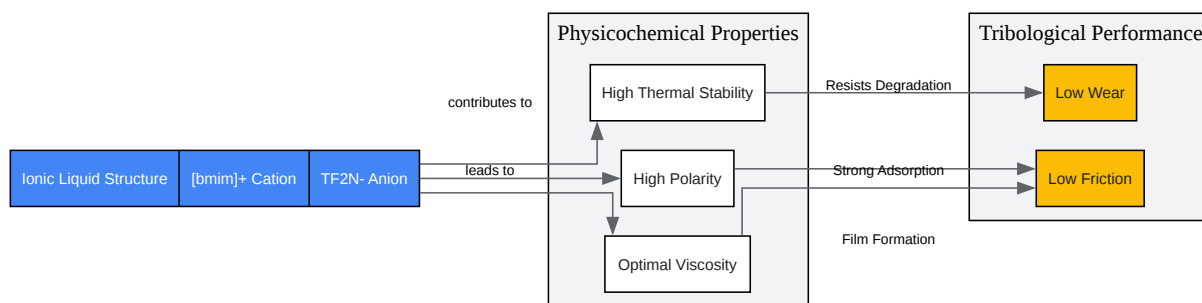 Physicochemical Properties
Tribological Performance
High Thermal Stability
Resists Degradation
Low Wear
contributes to
Ionic Liquid Structure
[bmim]+ Cation
TF2N- Anion
leads to
High Polarity
Strong Adsorption
Low Friction
Film Formation
Optimal Viscosity